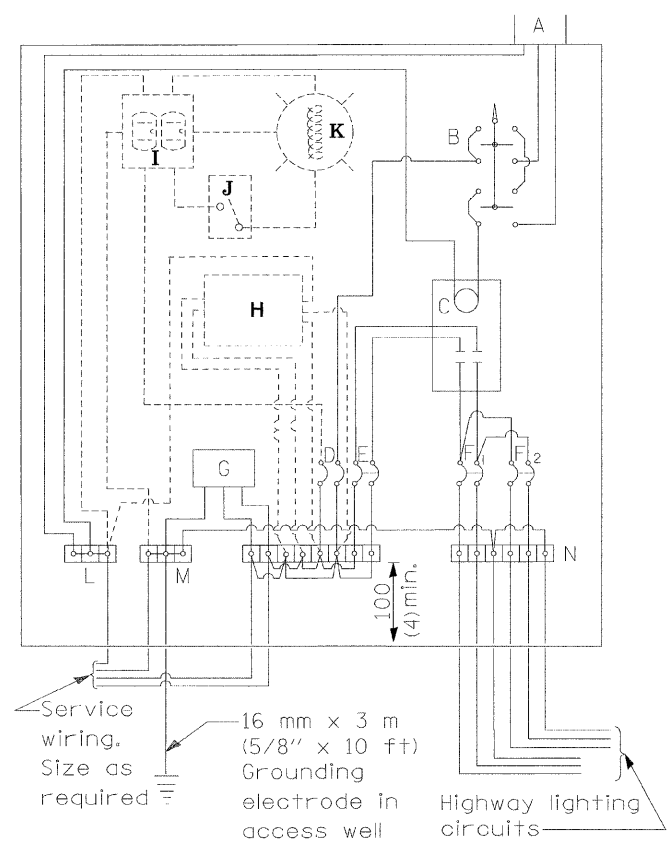 A
B
K
I
J
H
C
D E
F1 F2
G
L M N
100
(4)min.
Service
wiring.
Size as
required
16 mm x 3 m
(5/8" x 10 ft)
Grounding
electrode in
access well
Highway lighting
circuits